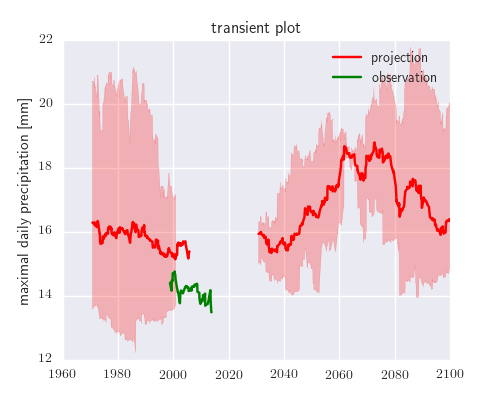 transient plot
projection
observation
maximal daily precipitation [mm]
22
20
18
16
14
12
1960 1980 2000 2020 2040 2060 2080 2100